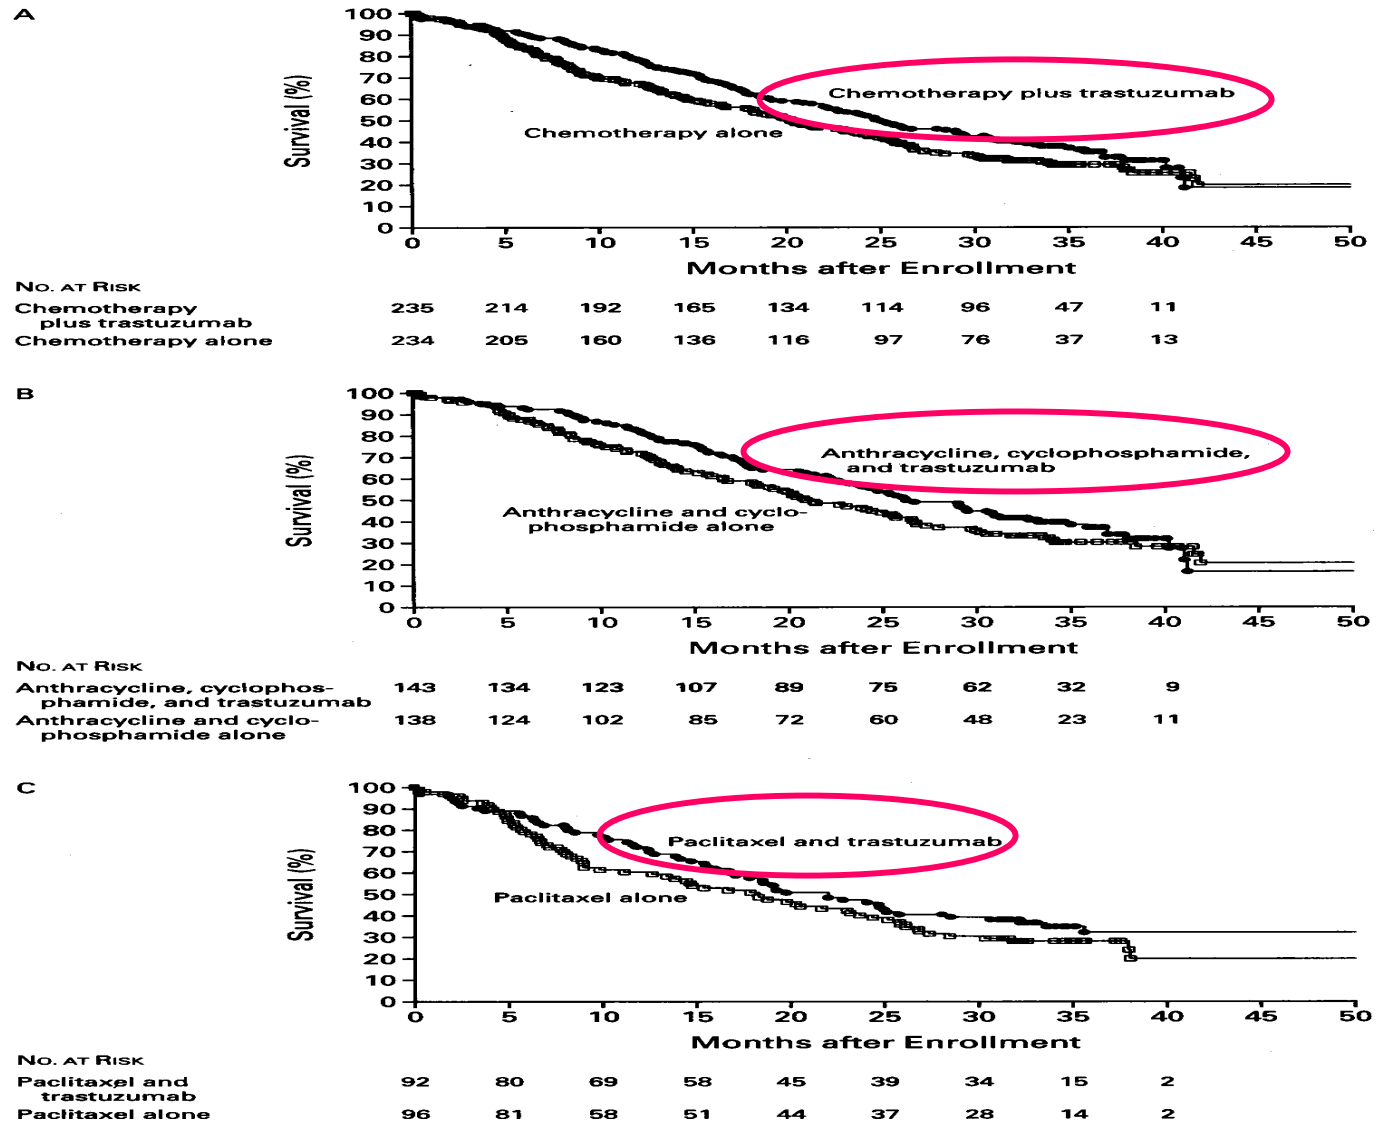 A
100
90
80
70
60
50
40
30
20
10
0
Survival (%)
Chemotherapy plus trastuzumab
Chemotherapy alone
0 5 10 15 20 25 30 35 40 45 50
Months after Enrollment
No. at Risk
Chemotherapy
plus trastuzumab
235 214 192 165 134 114 96 47 11
Chemotherapy alone 234 205 160 136 116 97 76 37 13
B
100
90
80
70
60
50
40
30
20
10
0
Survival (%)
Anthracycline, cyclophosphamide,
and trastuzumab
Anthracycline and cyclo-
phosphamide alone
0 5 10 15 20 25 30 35 40 45 50
Months after Enrollment
No. at Risk
Anthracycline, cyclophos-
phamide, and trastuzumab
143 134 123 107 89 75 62 32 9
Anthracycline and cyclo-
phosphamide alone
138 124 102 85 72 60 48 23 11
C
100
90
80
70
60
50
40
30
20
10
0
Survival (%)
Paclitaxel and trastuzumab
Paclitaxel alone
0 5 10 15 20 25 30 35 40 45 50
Months after Enrollment
No. at Risk
Paclitaxel and
trastuzumab
92 80 69 58 45 39 34 15 2
Paclitaxel alone 96 81 58 51 44 37 28 14 2